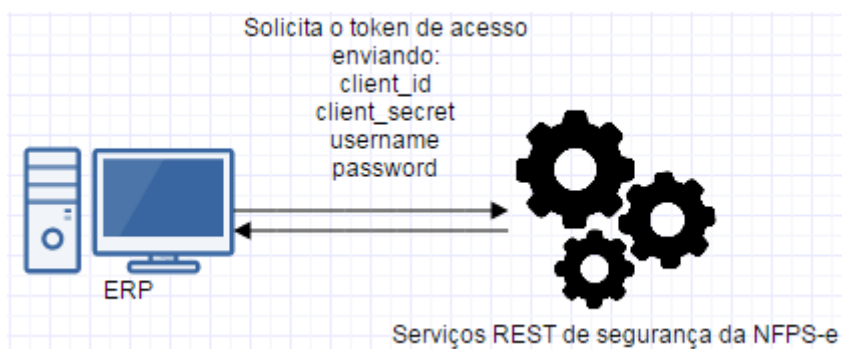 Solicita o token de acesso
enviando:
client_id
client_secret
username
password
ERP
Serviços REST de segurança da NFPS-e